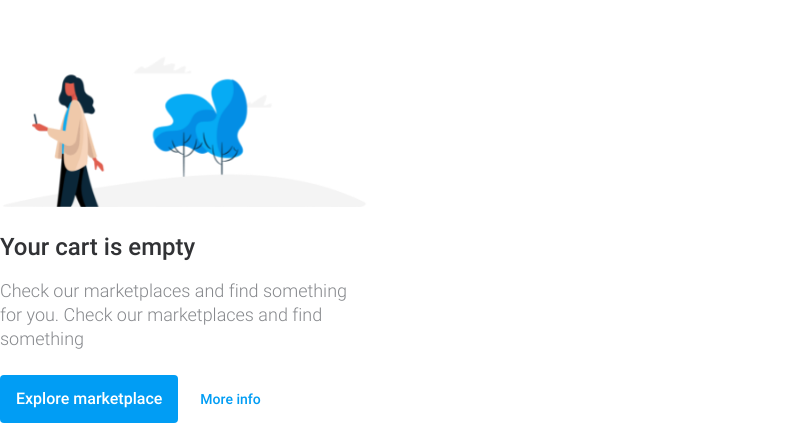 Your cart is empty
Check our marketplaces and find something
for you. Check our marketplaces and find
something
Explore marketplace
More info